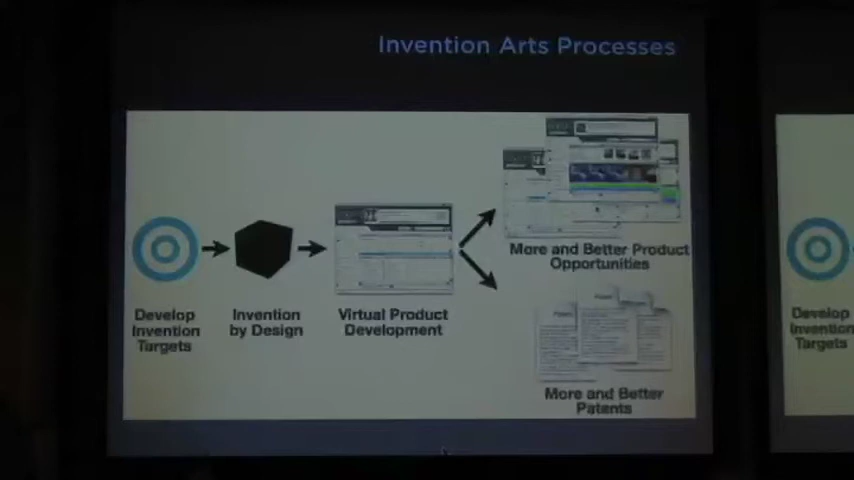 Invention Arts Processes
Develop
Invention
Targets
Invention
by Design
Virtual Product
Development
More and Better Product
Opportunities
More and Better
Patents
Develop
Invention
Targets